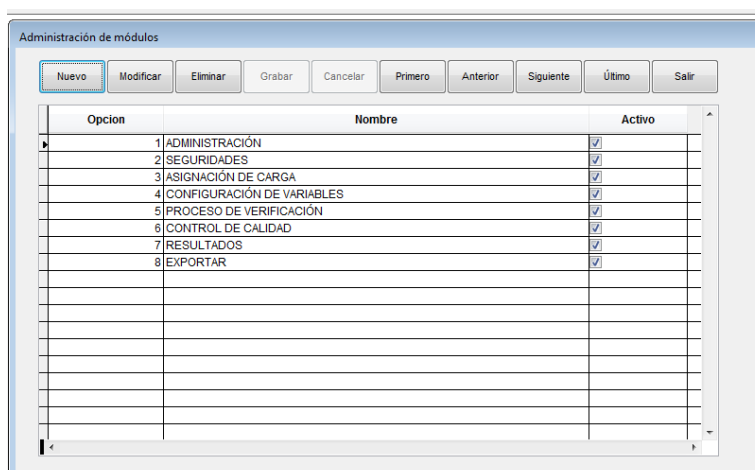 Administración de módulos
Nuevo Modificar Eliminar Grabar Cancelar Primero Anterior Siguiente Último Salir
Opcion Nombre Activo
1 ADMINISTRACIÓN
2 SEGURIDADES
3 ASIGNACIÓN DE CARGA
4 CONFIGURACIÓN DE VARIABLES
5 PROCESO DE VERIFICACIÓN
6 CONTROL DE CALIDAD
7 RESULTADOS
8 EXPORTAR